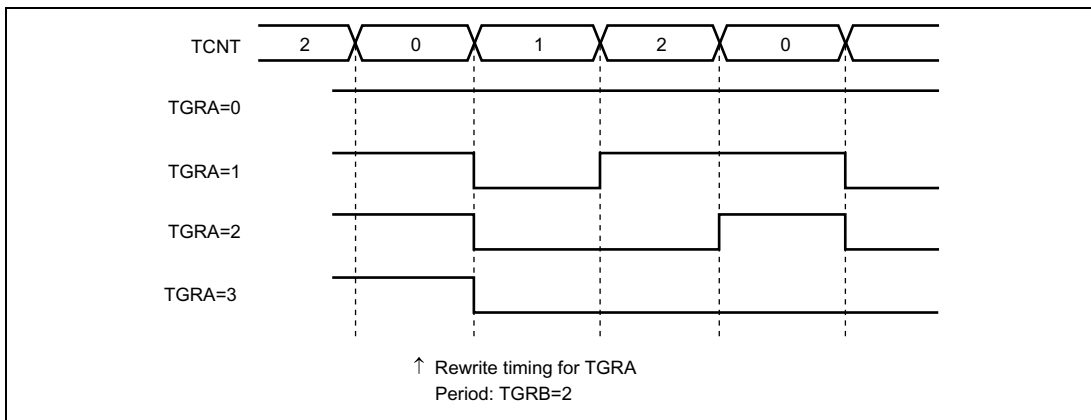 TCNT 2 0 1 2 0
TGRA=0
TGRA=1
TGRA=2
TGRA=3
↑ Rewrite timing for TGRA
Period: TGRB=2